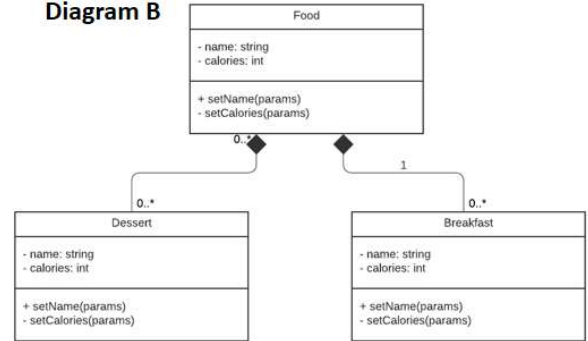 Diagram B
Food
- name: string
- calories: int
+ setName(params)
- setCalories(params)
0..*
1
0..*
0..*
Dessert
- name: string
- calories: int
+ setName(params)
- setCalories(params)
Breakfast
- name: string
- calories: int
+ setName(params)
- setCalories(params)